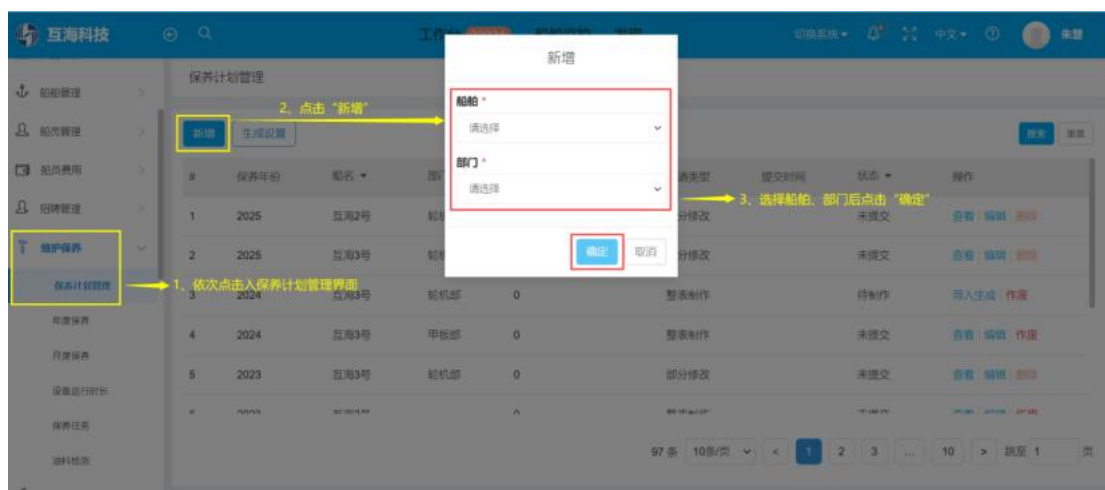 互海科技
切换系统
中文
朱慧
新增
保养计划管理
船舶管理
船舶 *
2、点击“新增”
请选择
船员管理
新增 生成设置
搜索 重置
部门 *
船员费用
请选择
# 保养年份 船名 提交时间 状态 操作
3、选择船舶、部门后点击“确定”
招聘管理
1 2025 互海2号 未提交 查看 编辑 删除
维护保养
确定 取消
2 2025 互海3号 未提交 查看 编辑 删除
保养计划管理
1、依次点击入保养计划管理界面
3 2024 互海3号 轮机部 0 整表制作 待制作 导入生成 作废
年度保养
4 2024 互海3号 甲板部 0 整表制作 未提交 查看 编辑 作废
月度保养
5 2023 互海3号 轮机部 0 部分修改 未提交 查看 编辑 删除
设备运行时长
保养任务
97 条 10条/页 < 1 2 3 ... 10 > 跳至 1 页
油料检测